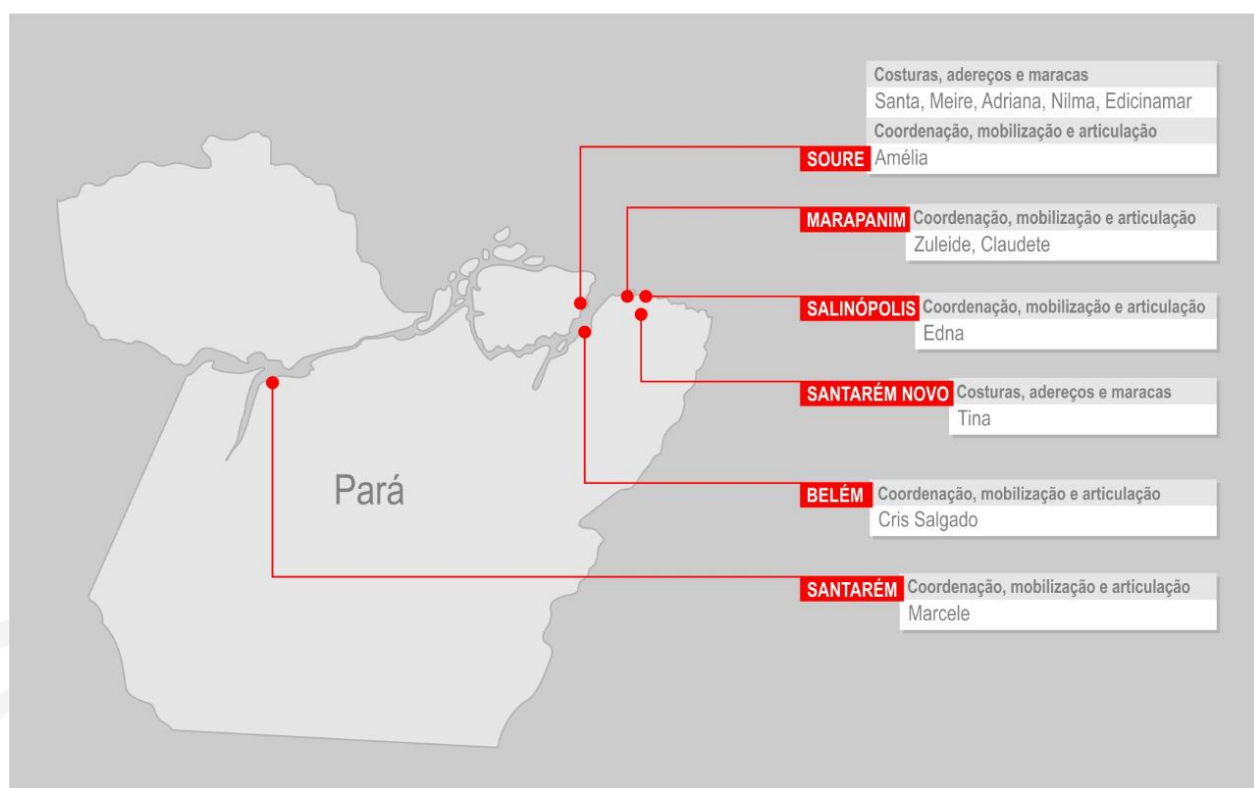 Costuras, adereços e maracas
Santa, Meire, Adriana, Nilma, Edicinamar
Coordenação, mobilização e articulação
SOURE Amélia
MARAPANIM Coordenação, mobilização e articulação
Zuleide, Claudete
SALINÓPOLIS Coordenação, mobilização e articulação
Edna
SANTARÉM NOVO Costuras, adereços e maracas
Tina
Pará
BELÉM Coordenação, mobilização e articulação
Cris Salgado
SANTARÉM Coordenação, mobilização e articulação
Marcele